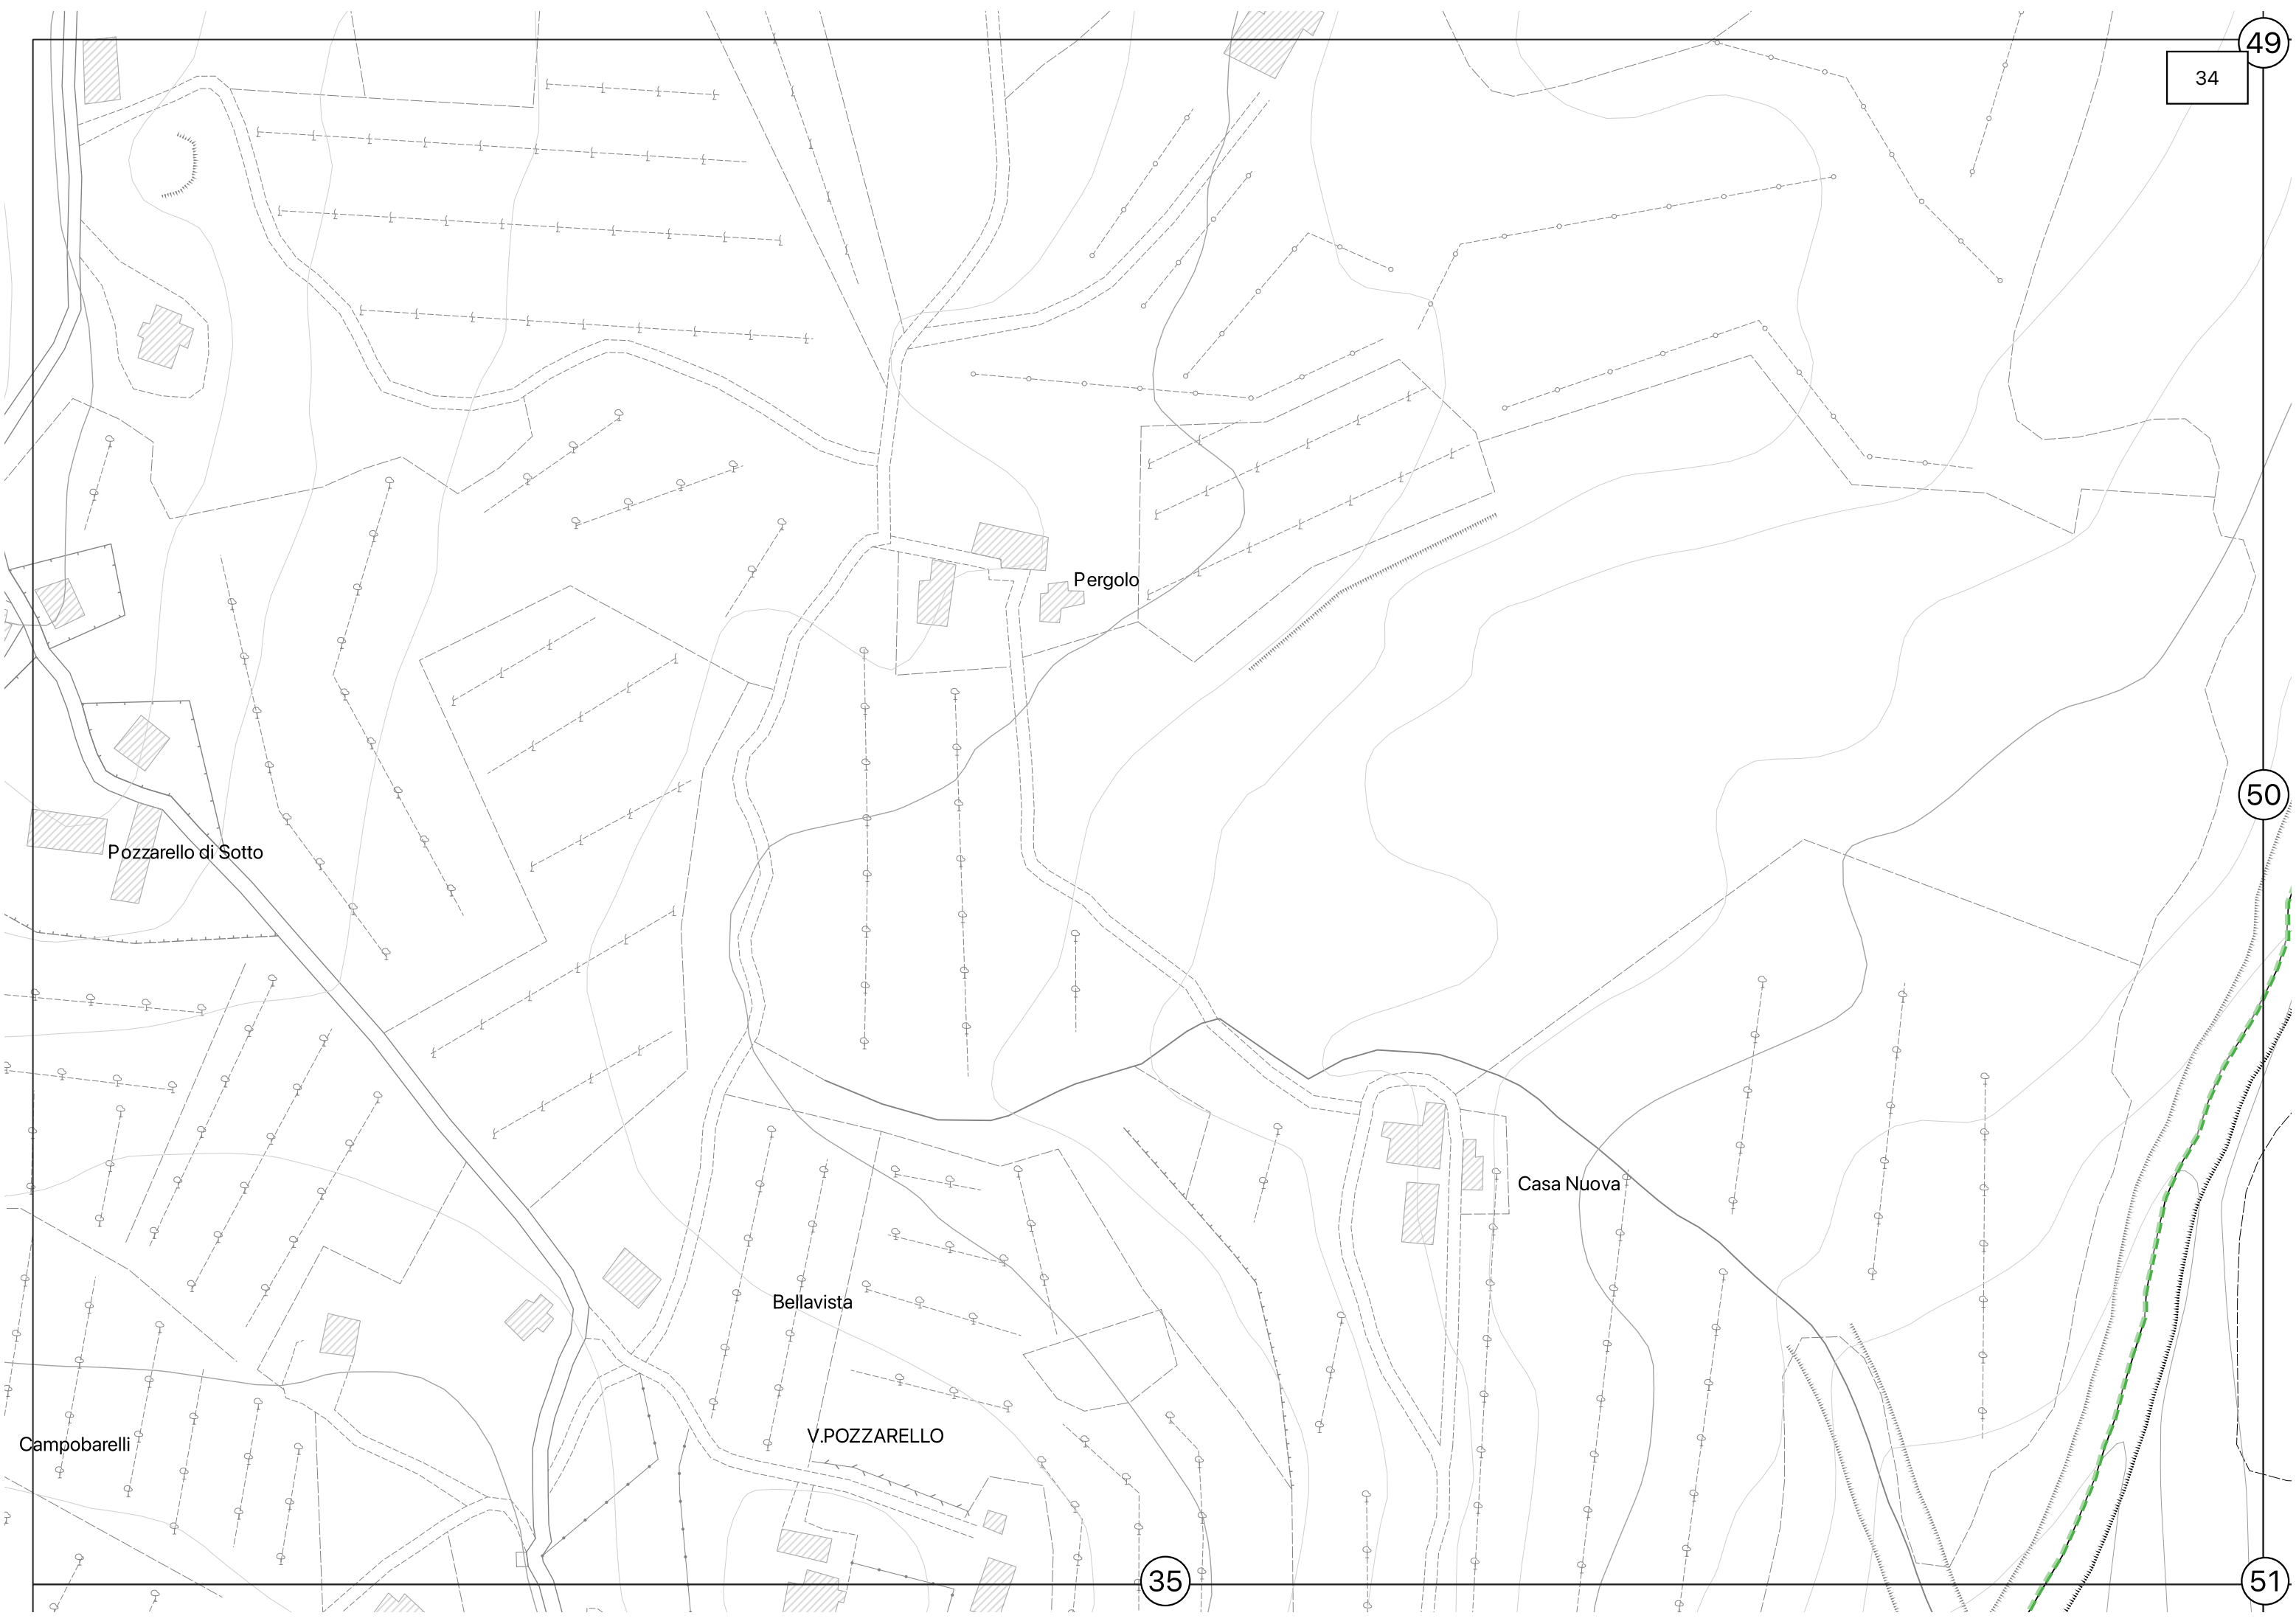 49
34
Pergolo
50
Pozzarello di Sotto
Casa Nuova
Bellavista
V.POZZARELLO
Campobarelli
35
51